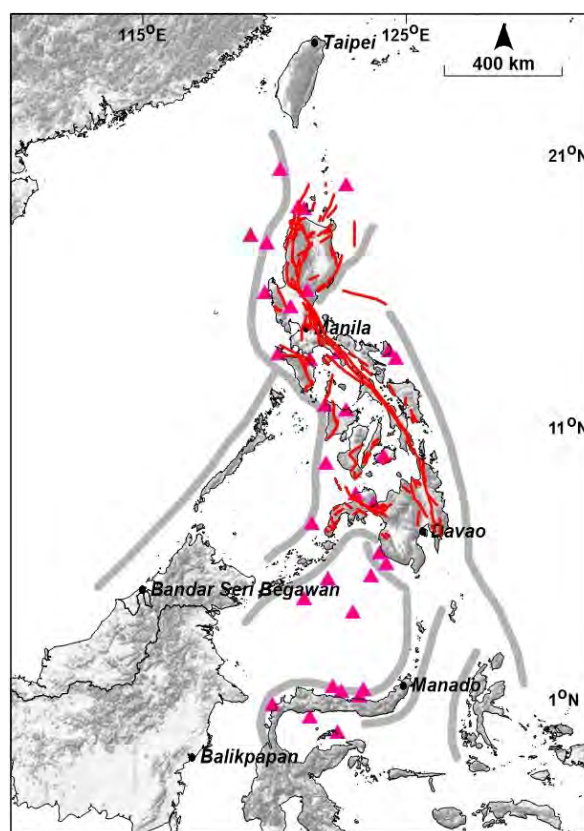 115°E
125°E
Taipei
400 km
21°N
Manila
11°N
Davao
Bandar Seri Begawan
Manado
1°N
Balikpapan